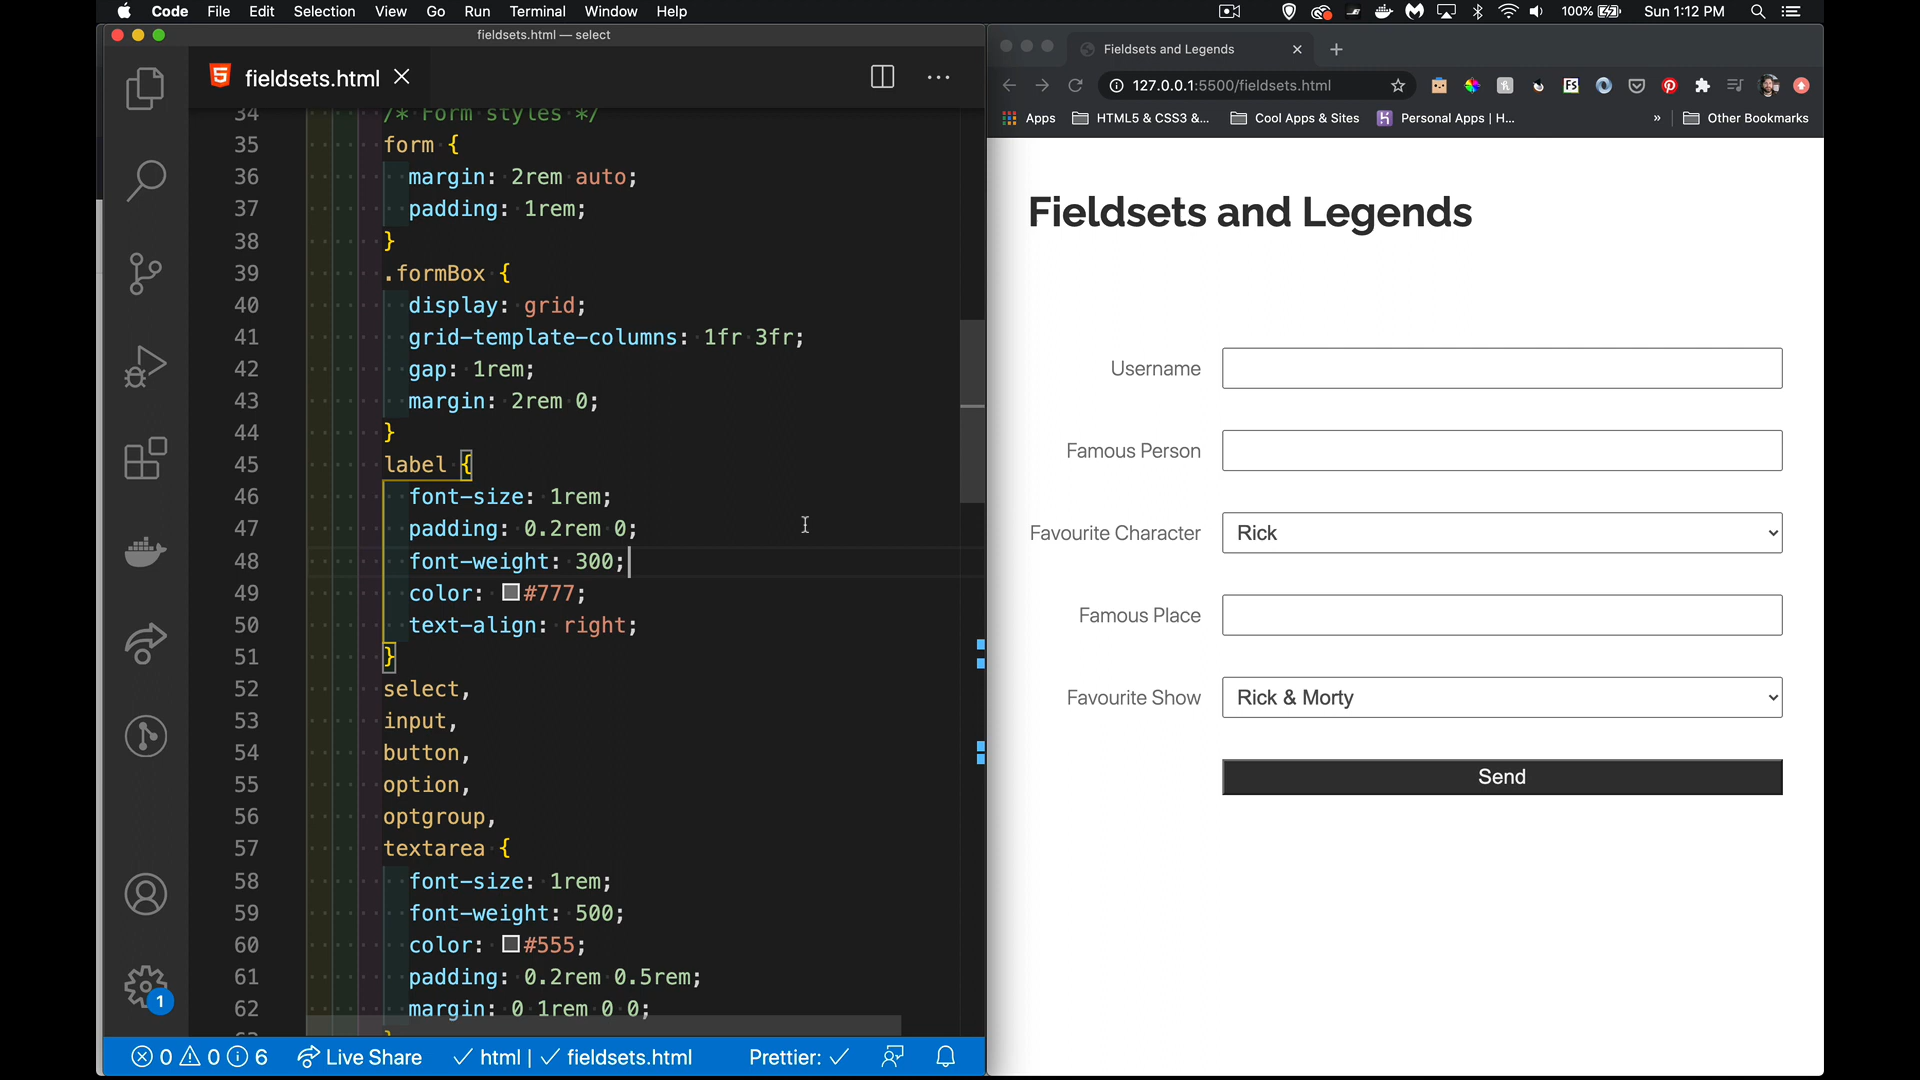 Code File Edit Selection View Go Run Terminal Window Help
100% Sun 1:12 PM
fieldsets.html — select
fieldsets.html
34 /* Form styles */
35 form {
36 margin: 2rem auto;
37 padding: 1rem;
38 }
39 .formBox {
40 display: grid;
41 grid-template-columns: 1fr 3fr;
42 gap: 1rem;
43 margin: 2rem 0;
44 }
45 label {
46 font-size: 1rem;
47 padding: 0.2rem 0;
48 font-weight: 300;
49 color: #777;
50 text-align: right;
51 }
52 select,
53 input,
54 button,
55 option,
56 optgroup,
57 textarea {
58 font-size: 1rem;
59 font-weight: 500;
60 color: #555;
61 padding: 0.2rem 0.5rem;
62 margin: 0 1rem 0 0;
1
0 0 6 Live Share html | fieldsets.html Prettier:
Fieldsets and Legends
127.0.0.1:5500/fieldsets.html
Apps HTML5 & CSS3 &... Cool Apps & Sites Personal Apps | H... » Other Bookmarks
Fieldsets and Legends
Username
Famous Person
Favourite Character Rick
Famous Place
Favourite Show Rick & Morty
Send